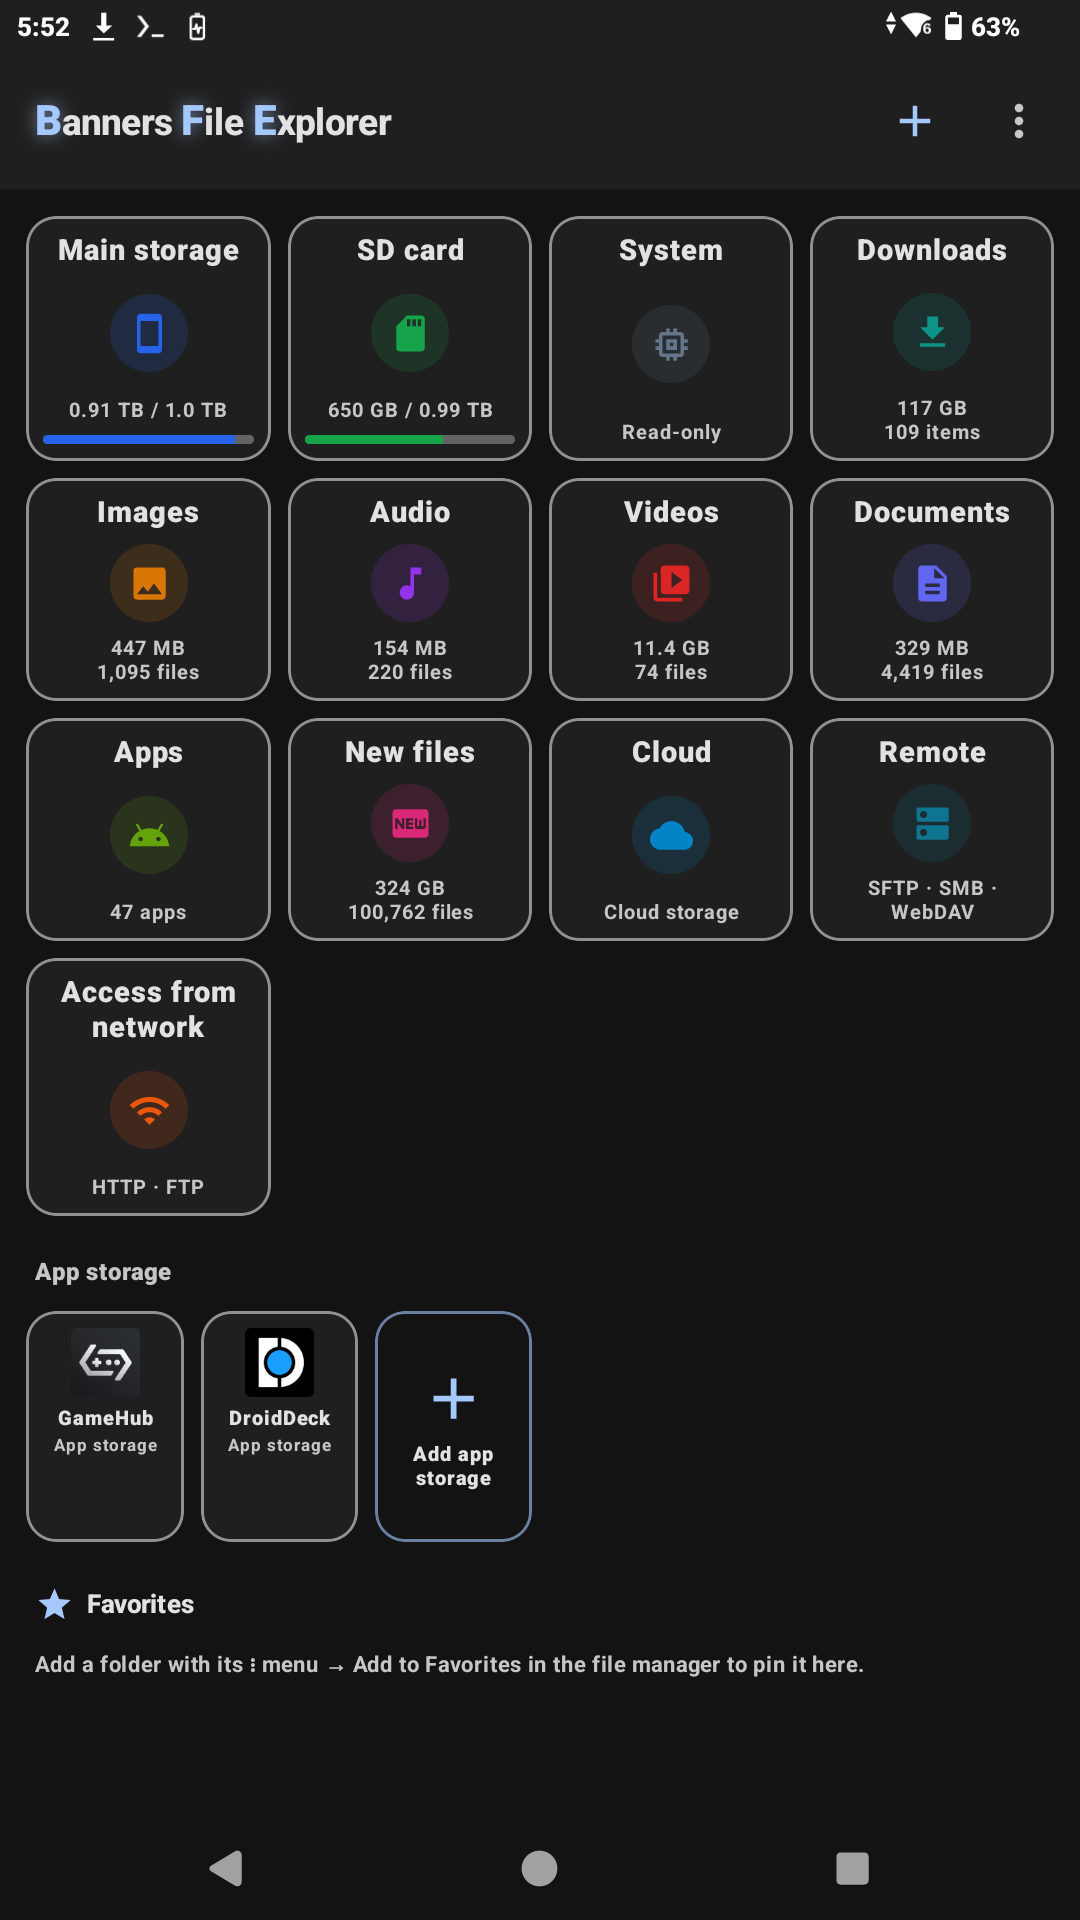 5:52
6 63%
Banners File Explorer
Main storage
0.91 TB / 1.0 TB
SD card
650 GB / 0.99 TB
System
Read-only
Downloads
117 GB
109 items
Images
447 MB
1,095 files
Audio
154 MB
220 files
Videos
11.4 GB
74 files
Documents
329 MB
4,419 files
Apps
47 apps
New files
NEW
324 GB
100,762 files
Cloud
Cloud storage
Remote
SFTP · SMB ·
WebDAV
Access from
network
HTTP · FTP
App storage
GameHub
App storage
DroidDeck
App storage
Add app
storage
Favorites
Add a folder with its ⋮ menu → Add to Favorites in the file manager to pin it here.